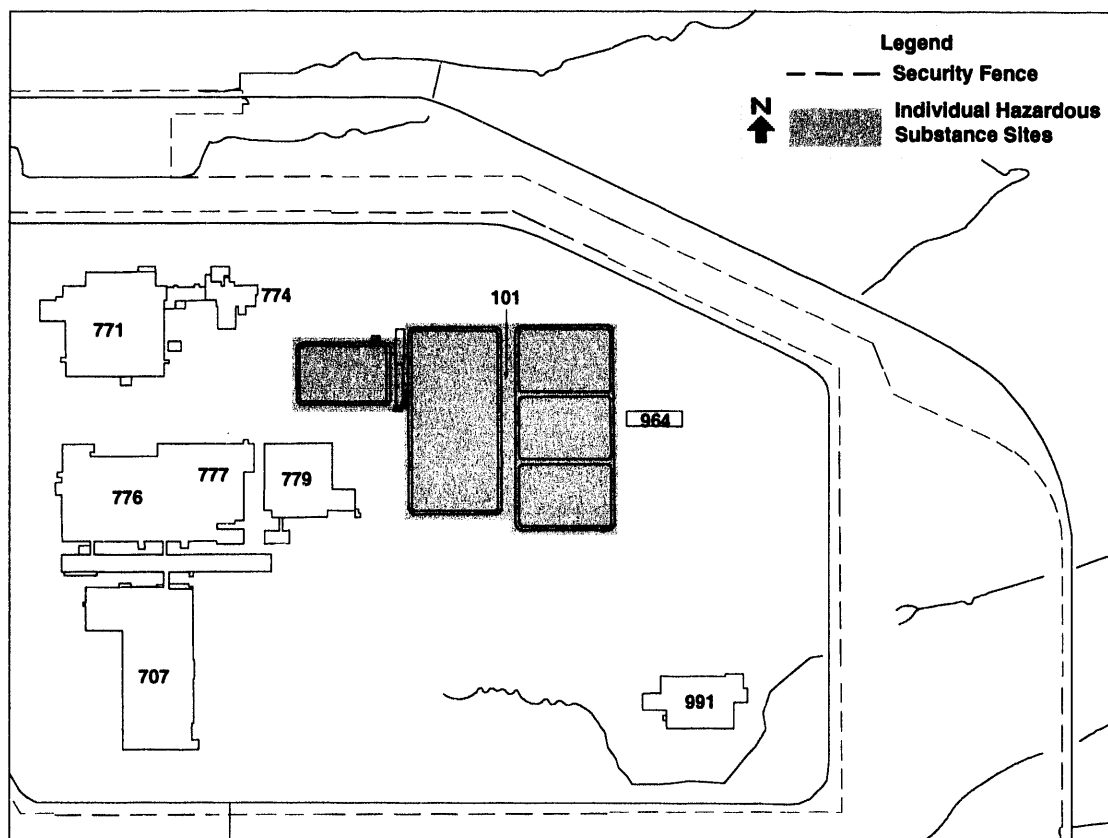 Legend
Security Fence
N
Individual Hazardous
Substance Sites
774
101
771
964
777
779
776
707
991